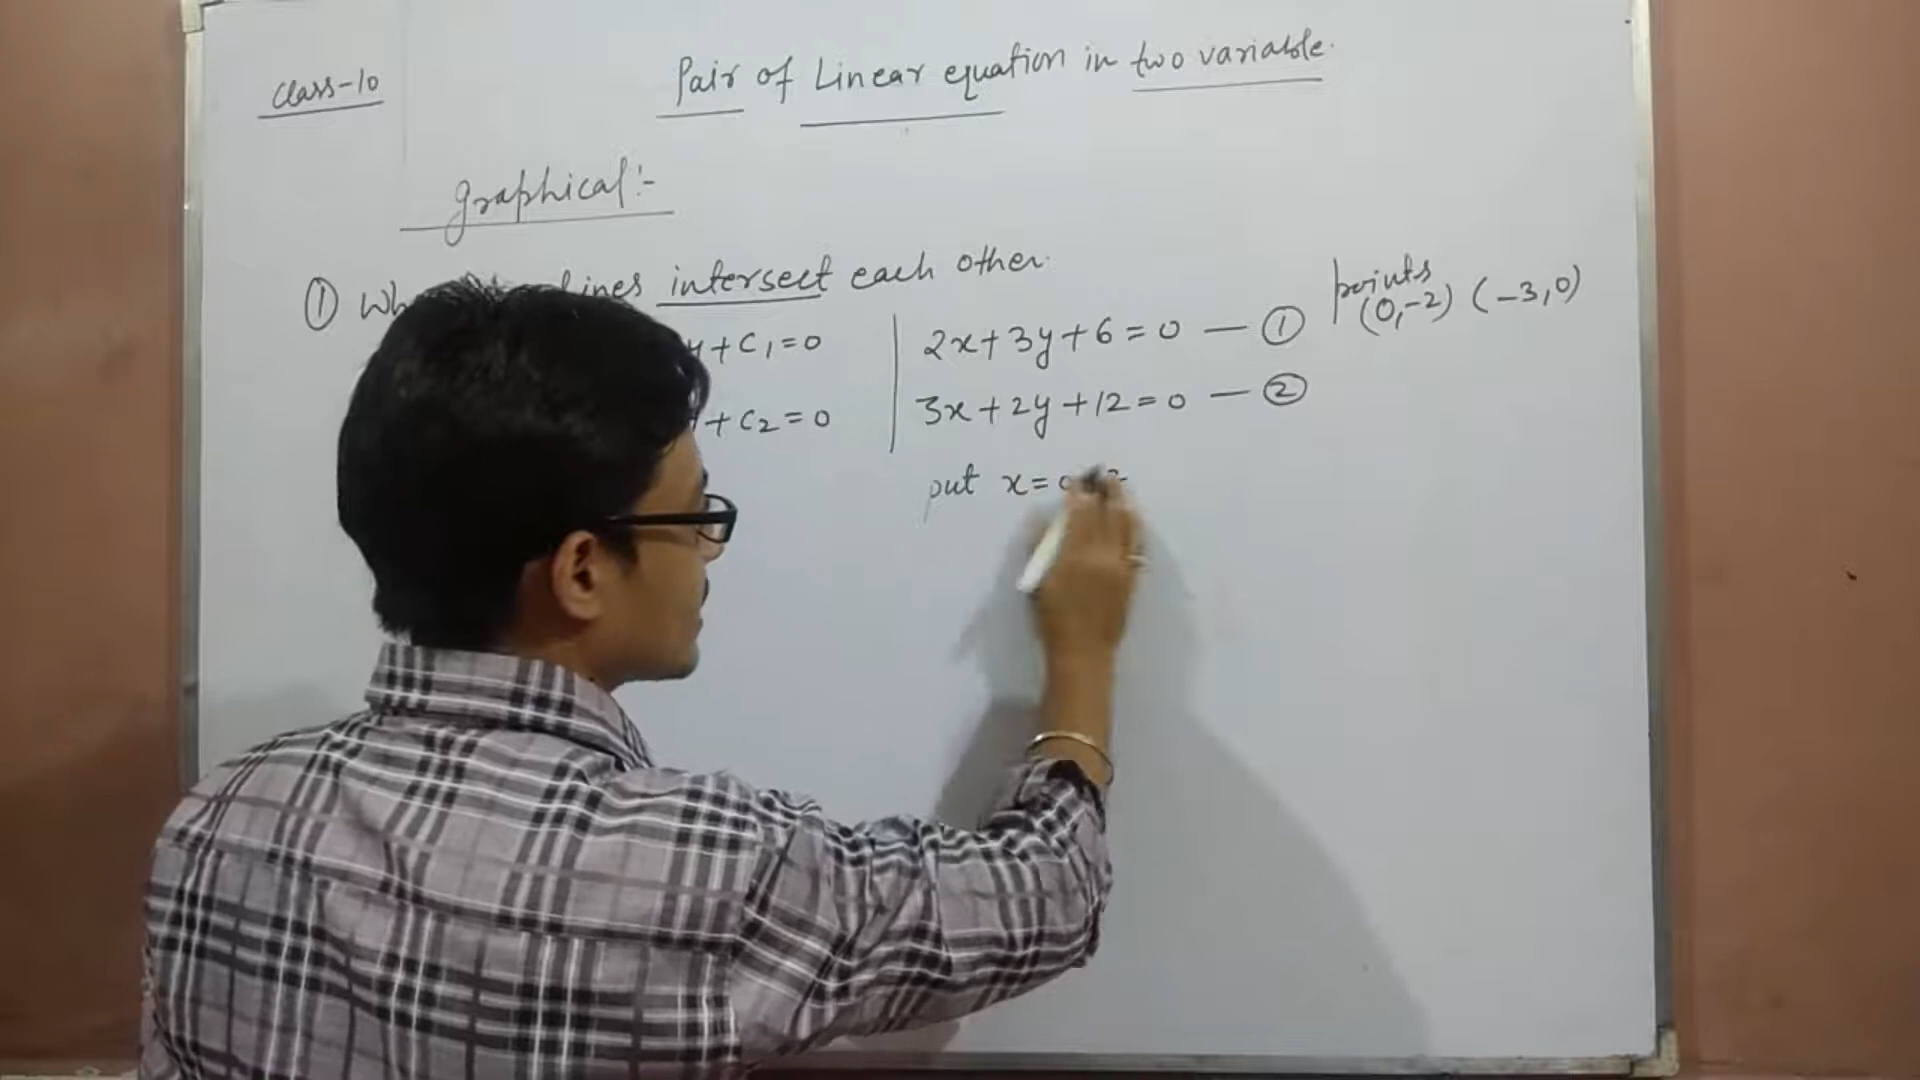 Class-10
Pair of Linear equation in two variable.
graphical:-
① lines intersect each other.
y+C₁=0
+C₂=0
2x+3y+6=0 — ①
3x+2y+12=0 — ②
points
(0,-2) (-3,0)
put x=